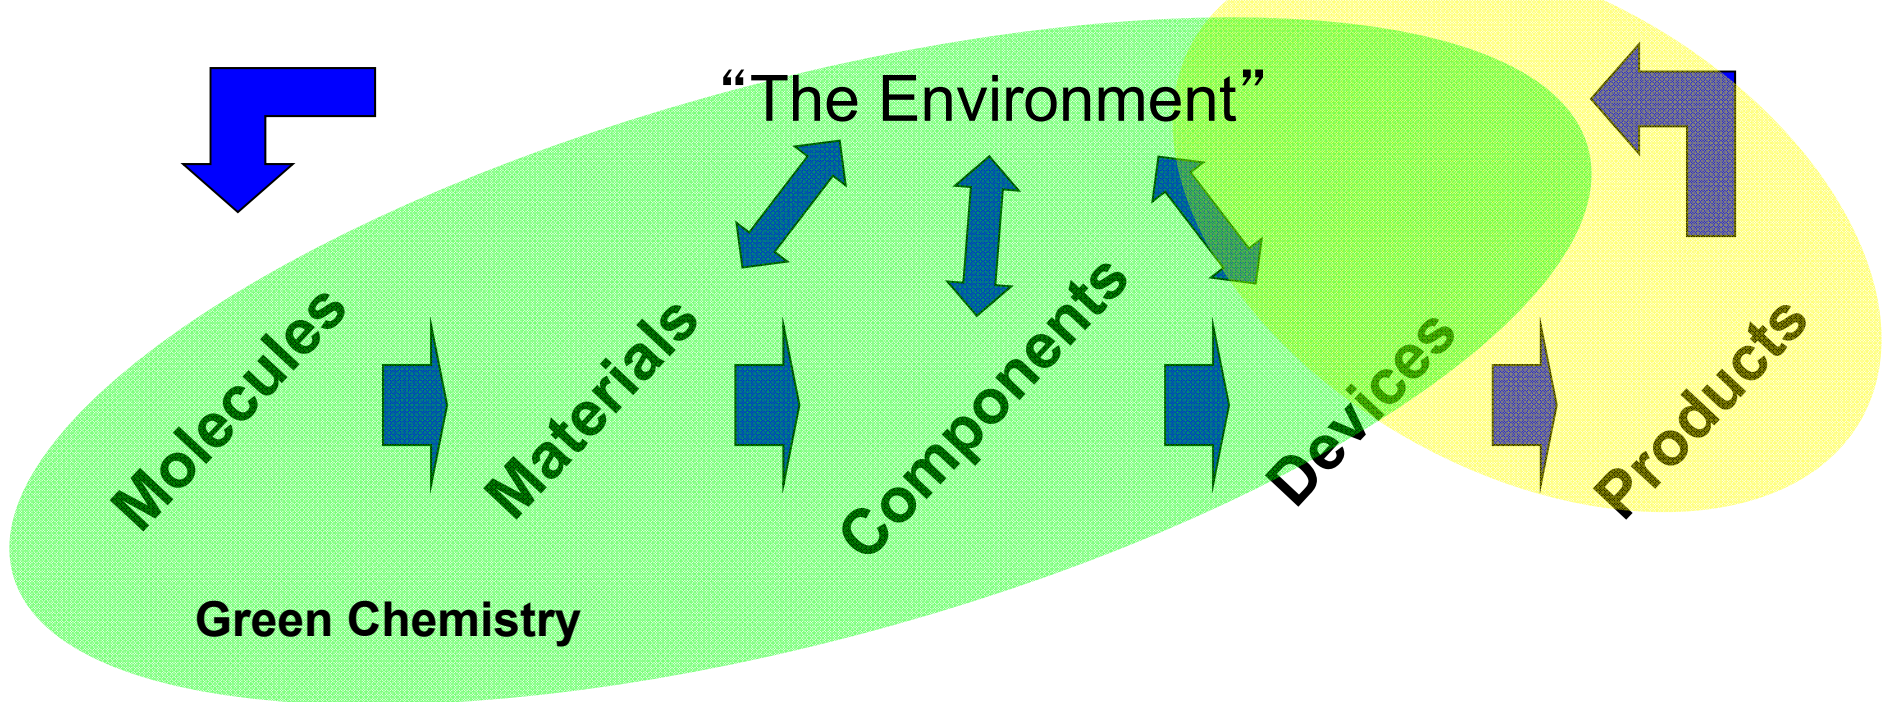 “The Environment”
Molecules
Materials
Components
Devices
Products
Green Chemistry